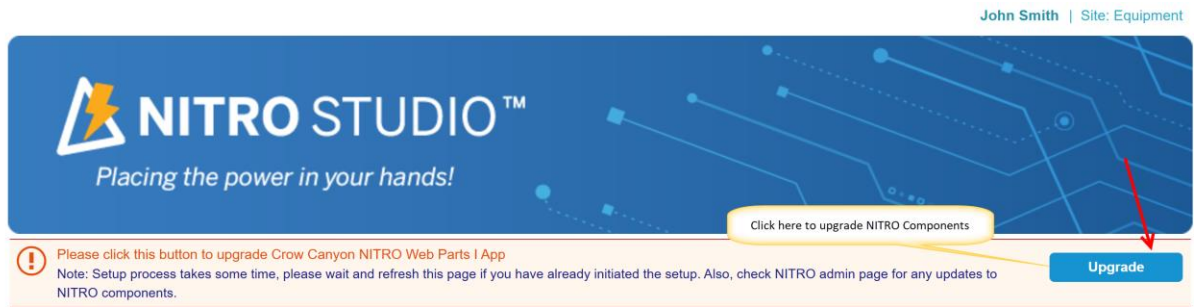 John Smith | Site: Equipment
NITRO STUDIO™
Placing the power in your hands!
Click here to upgrade NITRO Components
Please click this button to upgrade Crow Canyon NITRO Web Parts I App
Note: Setup process takes some time, please wait and refresh this page if you have already initiated the setup. Also, check NITRO admin page for any updates to
NITRO components.
Upgrade